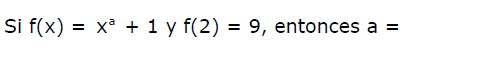 Si f(x) = xᵃ + 1 y f(2) = 9, entonces a =